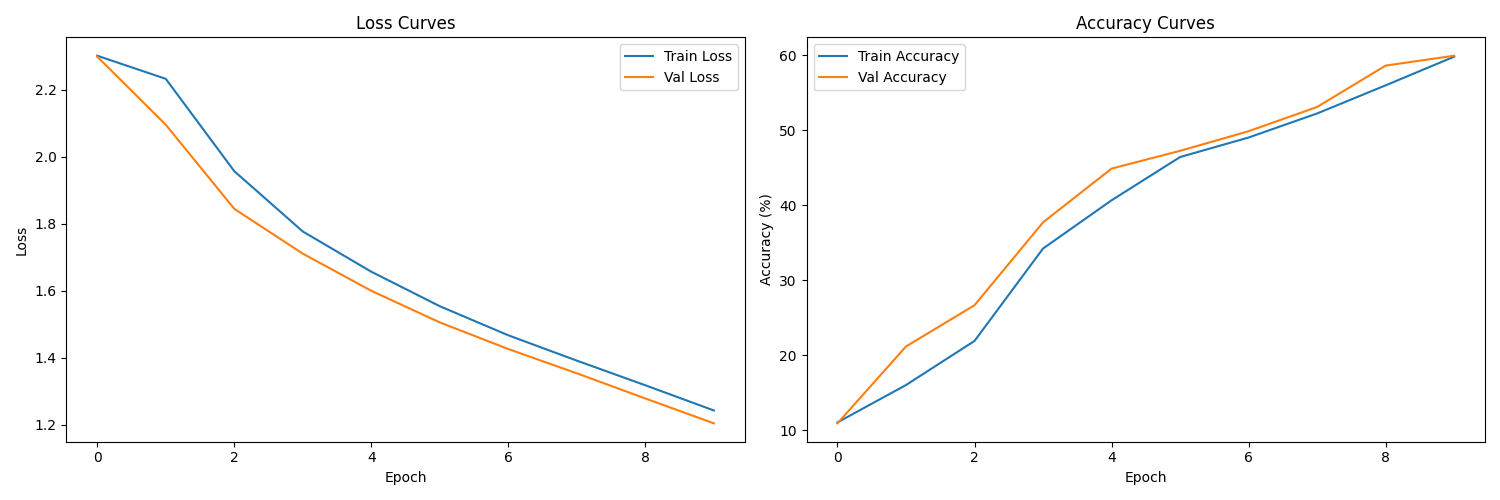 Loss Curves
Train Loss
Val Loss
2.2
2.0
1.8
1.6
1.4
1.2
Loss
0 2 4 6 8
Epoch
Accuracy Curves
Train Accuracy
Val Accuracy
60
50
40
30
20
10
Accuracy (%)
0 2 4 6 8
Epoch